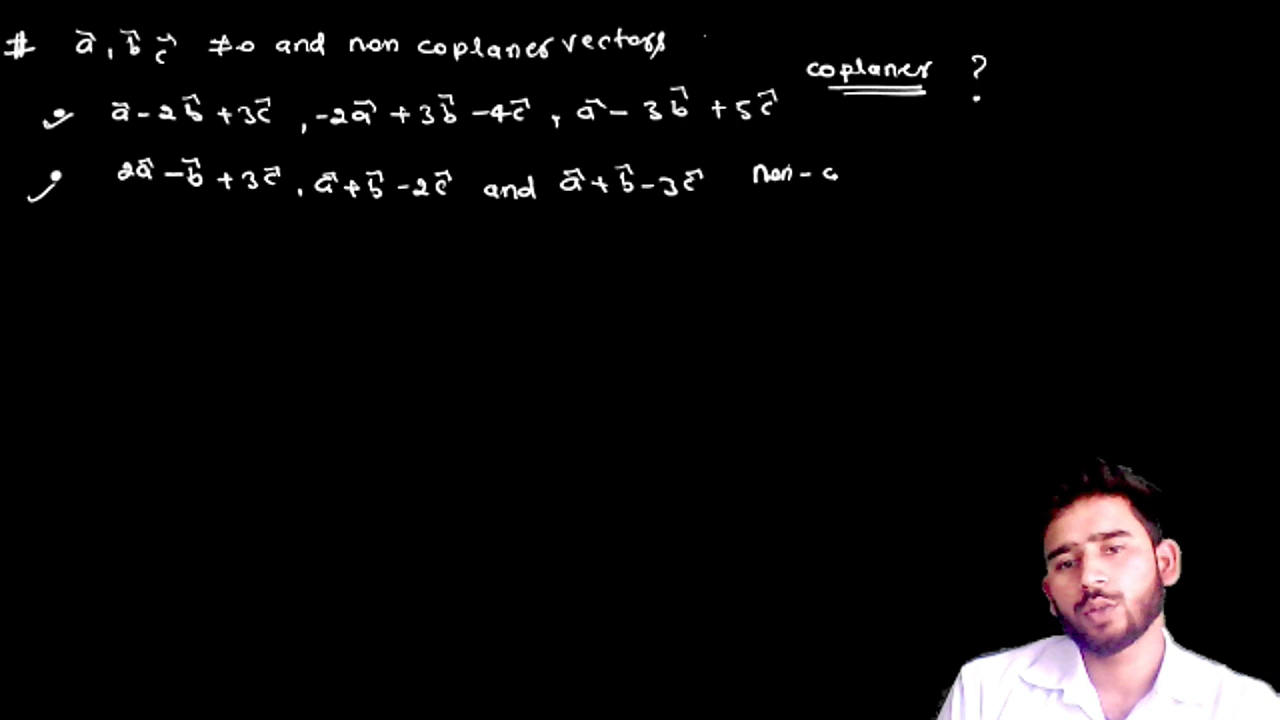 # a⃗, b⃗ c⃗ ≠0 and non coplaner vectors
coplaner ?
a⃗-2b⃗+3c⃗, -2a⃗+3b⃗-4c⃗, a⃗-3b⃗+5c⃗
2a⃗-b⃗+3c⃗, a⃗+b⃗-2c⃗ and a⃗+b⃗-3c⃗ non-c